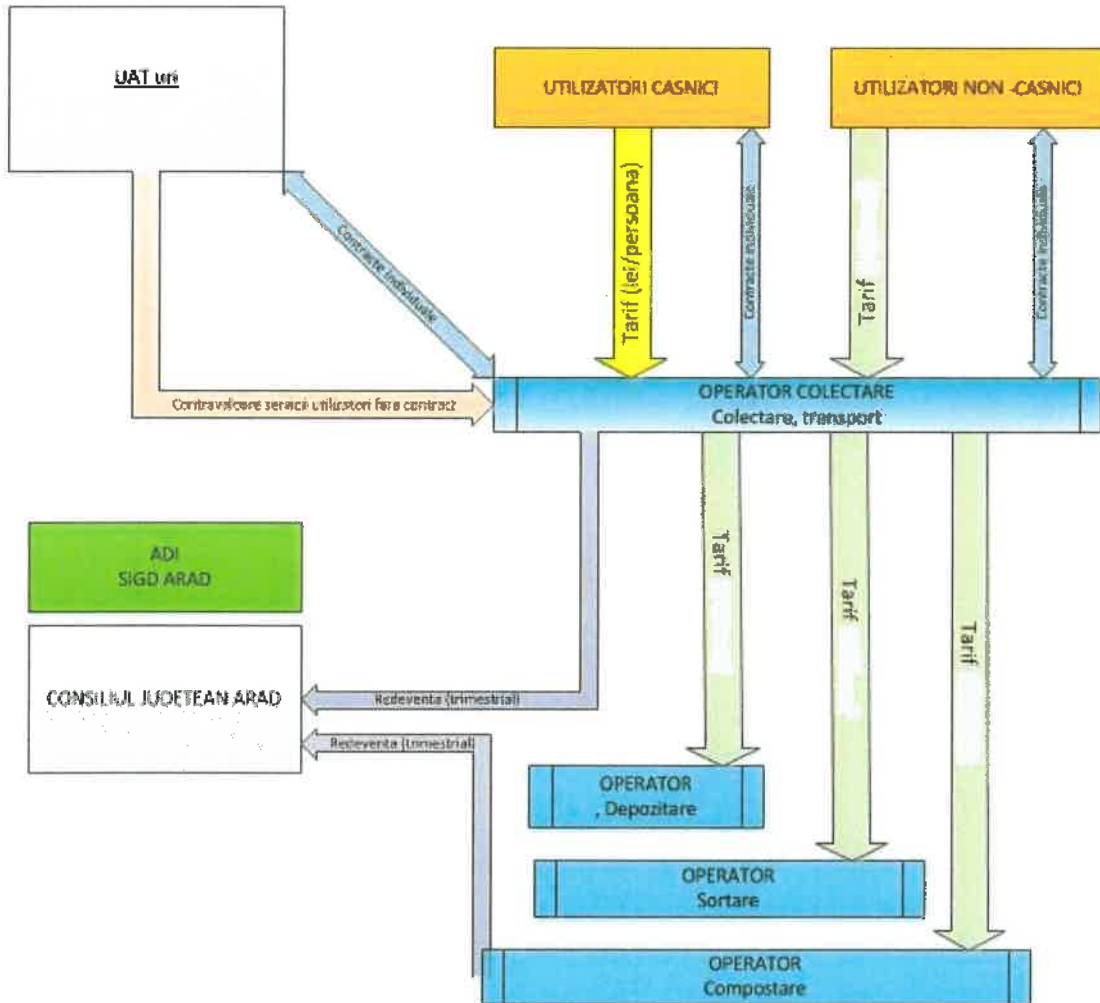 UAT uri
UTILIZATORI CASNICI
UTILIZATORI NON -CASNICI
Tarif (lei/persoana)
Contracte individuale
Tarif
Contracte individuale
Contracte individuale
Contravaloare servicii utilizatori fara contract
OPERATOR COLECTARE
Colectare, transport
ADI
SIGD ARAD
Tarif
Tarif
Tarif
CONSILIUL JUDETEAN ARAD
Redeventa (trimestrial)
Redeventa (trimestrial)
OPERATOR
, Depozitare
OPERATOR
Sortare
OPERATOR
Compostare